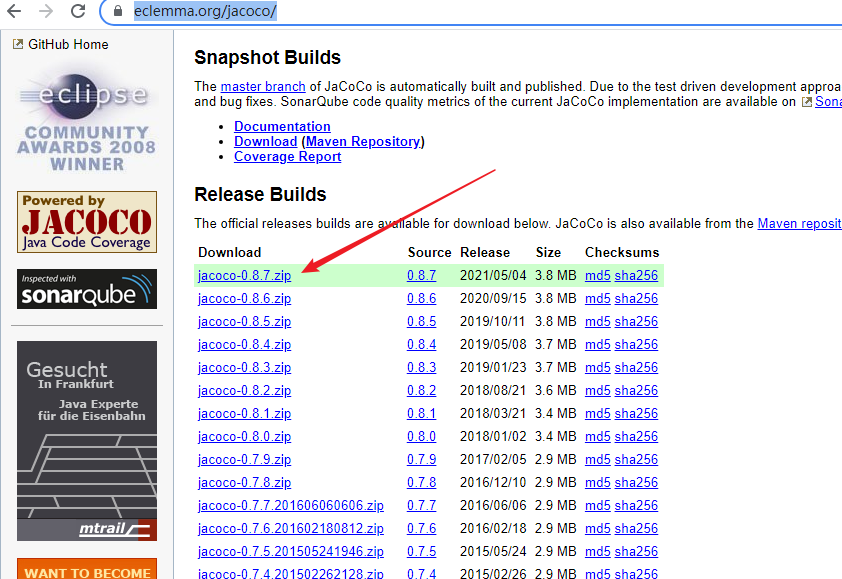 eclemma.org/jacoco/
GitHub Home
eclipse
COMMUNITY
AWARDS 2008
WINNER
Powered by
JACOCO
Java Code Coverage
Inspected with
sonarqube
Gesucht
In Frankfurt
Java Experte
für die Eisenbahn
mtrail
WANT TO BECOME
Snapshot Builds
The master branch of JaCoCo is automatically built and published. Due to the test driven development approa
and bug fixes. SonarQube code quality metrics of the current JaCoCo implementation are available on Sona
Documentation
Download (Maven Repository)
Coverage Report
Release Builds
The official releases builds are available for download below. JaCoCo is also available from the Maven reposit
Download Source Release Size Checksums
jacoco-0.8.7.zip 0.8.7 2021/05/04 3.8 MB md5 sha256
jacoco-0.8.6.zip 0.8.6 2020/09/15 3.8 MB md5 sha256
jacoco-0.8.5.zip 0.8.5 2019/10/11 3.8 MB md5 sha256
jacoco-0.8.4.zip 0.8.4 2019/05/08 3.7 MB md5 sha256
jacoco-0.8.3.zip 0.8.3 2019/01/23 3.7 MB md5 sha256
jacoco-0.8.2.zip 0.8.2 2018/08/21 3.6 MB md5 sha256
jacoco-0.8.1.zip 0.8.1 2018/03/21 3.4 MB md5 sha256
jacoco-0.8.0.zip 0.8.0 2018/01/02 3.4 MB md5 sha256
jacoco-0.7.9.zip 0.7.9 2017/02/05 2.9 MB md5 sha256
jacoco-0.7.8.zip 0.7.8 2016/12/10 2.9 MB md5 sha256
jacoco-0.7.7.201606060606.zip 0.7.7 2016/06/06 2.9 MB md5 sha256
jacoco-0.7.6.201602180812.zip 0.7.6 2016/02/18 2.9 MB md5 sha256
jacoco-0.7.5.201505241946.zip 0.7.5 2015/05/24 2.9 MB md5 sha256
jacoco-0.7.4.201502262128.zip 0.7.4 2015/02/26 2.9 MB md5 sha256